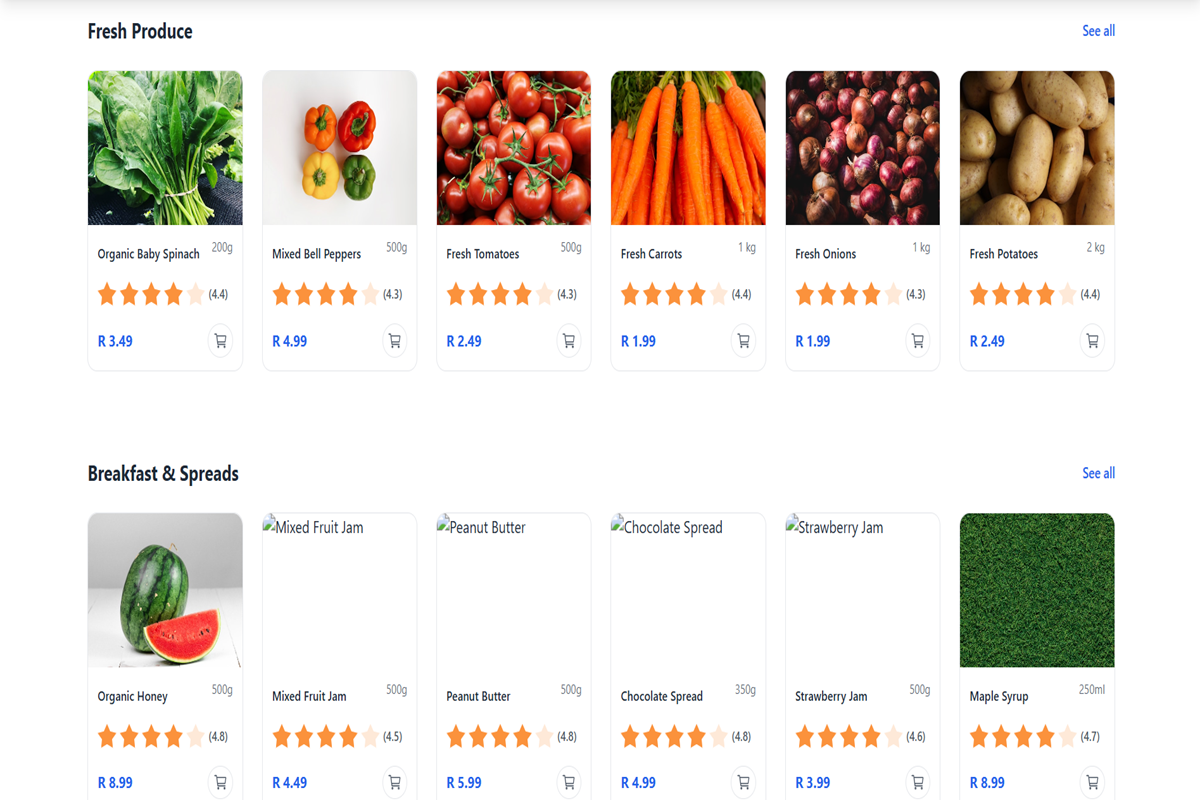 Fresh Produce See all
Organic Baby Spinach 200g
(4.4)
R 3.49
Mixed Bell Peppers 500g
(4.3)
R 4.99
Fresh Tomatoes 500g
(4.3)
R 2.49
Fresh Carrots 1 kg
(4.4)
R 1.99
Fresh Onions 1 kg
(4.3)
R 1.99
Fresh Potatoes 2 kg
(4.4)
R 2.49
Breakfast & Spreads See all
Organic Honey 500g
(4.8)
R 8.99
Mixed Fruit Jam
Mixed Fruit Jam 500g
(4.5)
R 4.49
Peanut Butter
Peanut Butter 500g
(4.8)
R 5.99
Chocolate Spread
Chocolate Spread 350g
(4.8)
R 4.99
Strawberry Jam
Strawberry Jam 500g
(4.6)
R 3.99
Maple Syrup 250ml
(4.7)
R 8.99